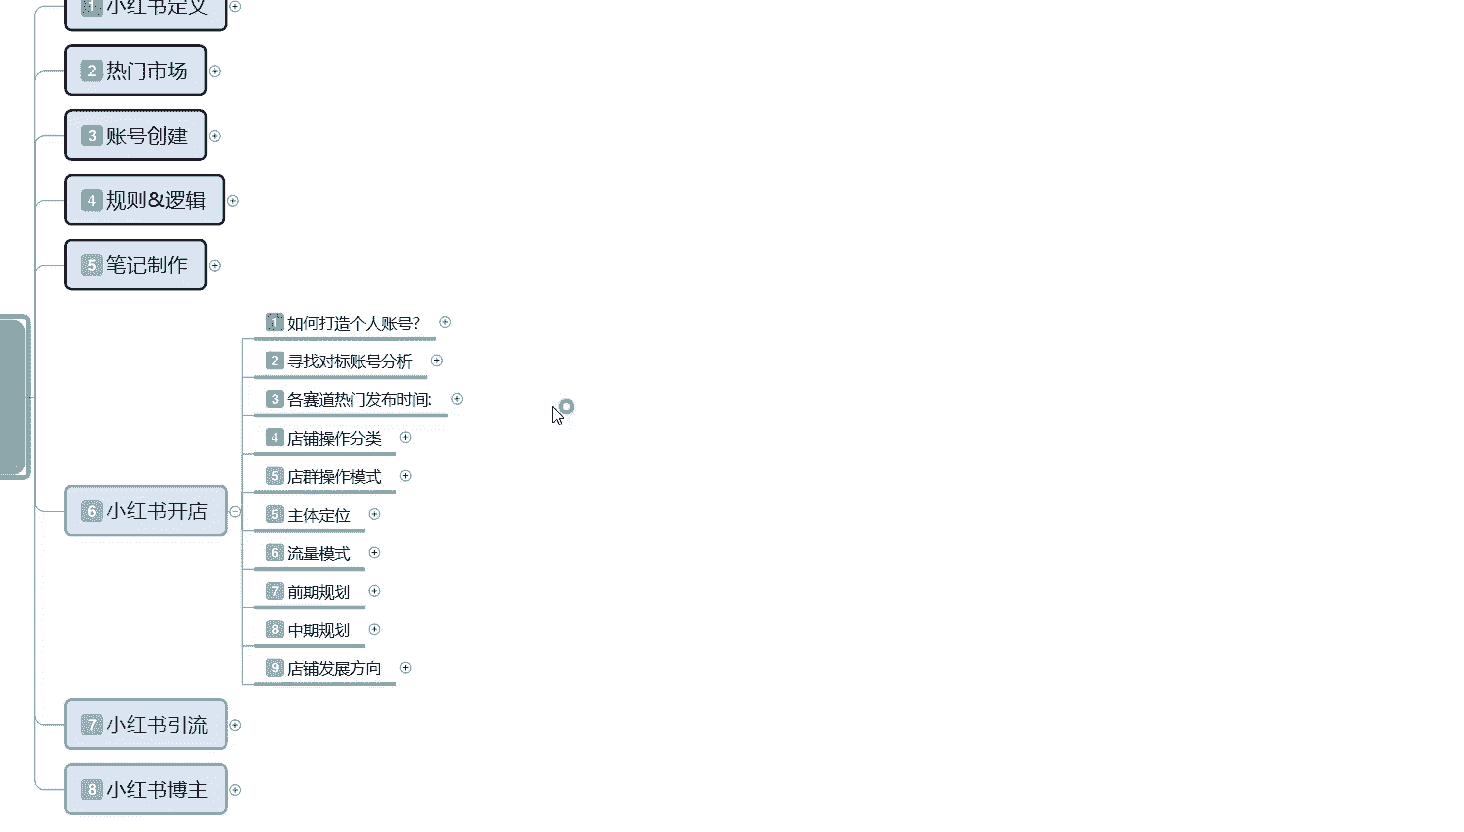 1 小红书定义
2 热门市场
3 账号创建
4 规则&逻辑
5 笔记制作
6 小红书开店
1 如何打造个人账号?
2 寻找对标账号分析
3 各赛道热门发布时间:
4 店铺操作分类
5 店群操作模式
5 主体定位
6 流量模式
7 前期规划
8 中期规划
9 店铺发展方向
7 小红书引流
8 小红书博主